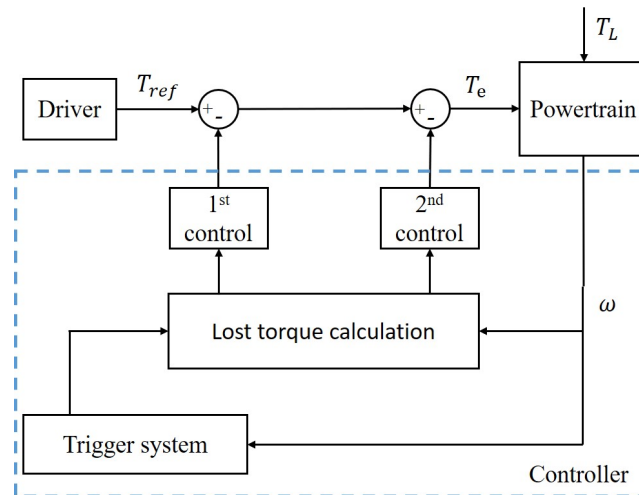 T_L
T_ref
T_e
Driver
+
-
+
-
Powertrain
1st
control
2nd
control
ω
Lost torque calculation
Trigger system
Controller